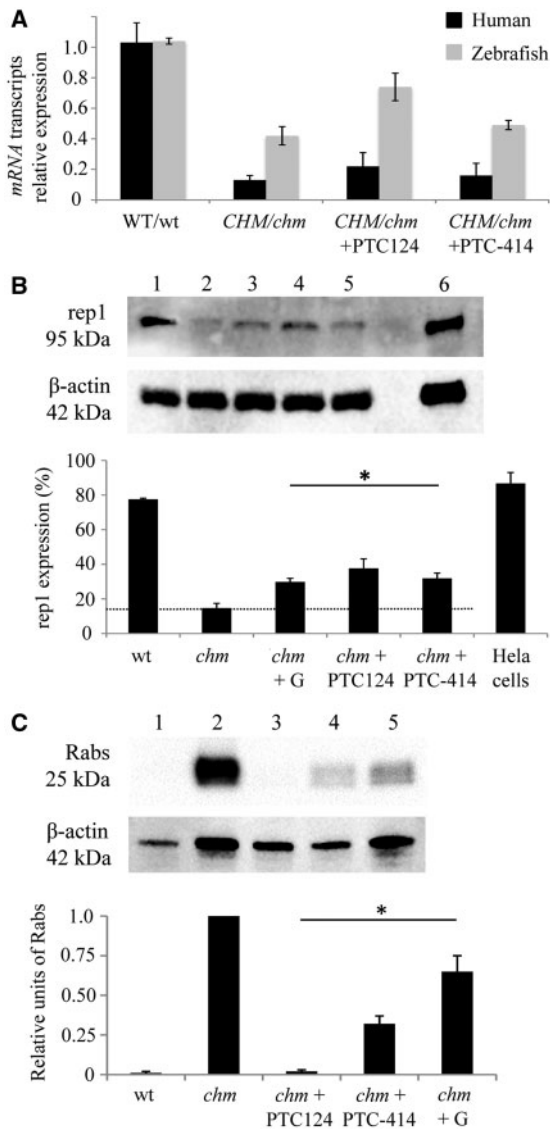 A
mRNA transcripts
relative expression
1.0
0.8
0.6
0.4
0.2
0
Human
Zebrafish
WT/wt
CHM/chm
CHM/chm
+PTC124
CHM/chm
+PTC-414
B
1 2 3 4 5 6
rep1
95 kDa
β-actin
42 kDa
rep1 expression (%)
100
80
60
40
20
0
*
wt
chm
chm
+ G
chm +
PTC124
chm +
PTC-414
Hela
cells
C
1 2 3 4 5
Rabs
25 kDa
β-actin
42 kDa
Relative units of Rabs
1.0
0.75
0.50
0.25
0
*
wt
chm
chm +
PTC124
chm +
PTC-414
chm
+ G